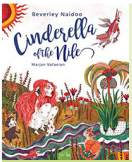 Beverley Naidoo
Cinderella
of the Nile
Marjan Vafaeian